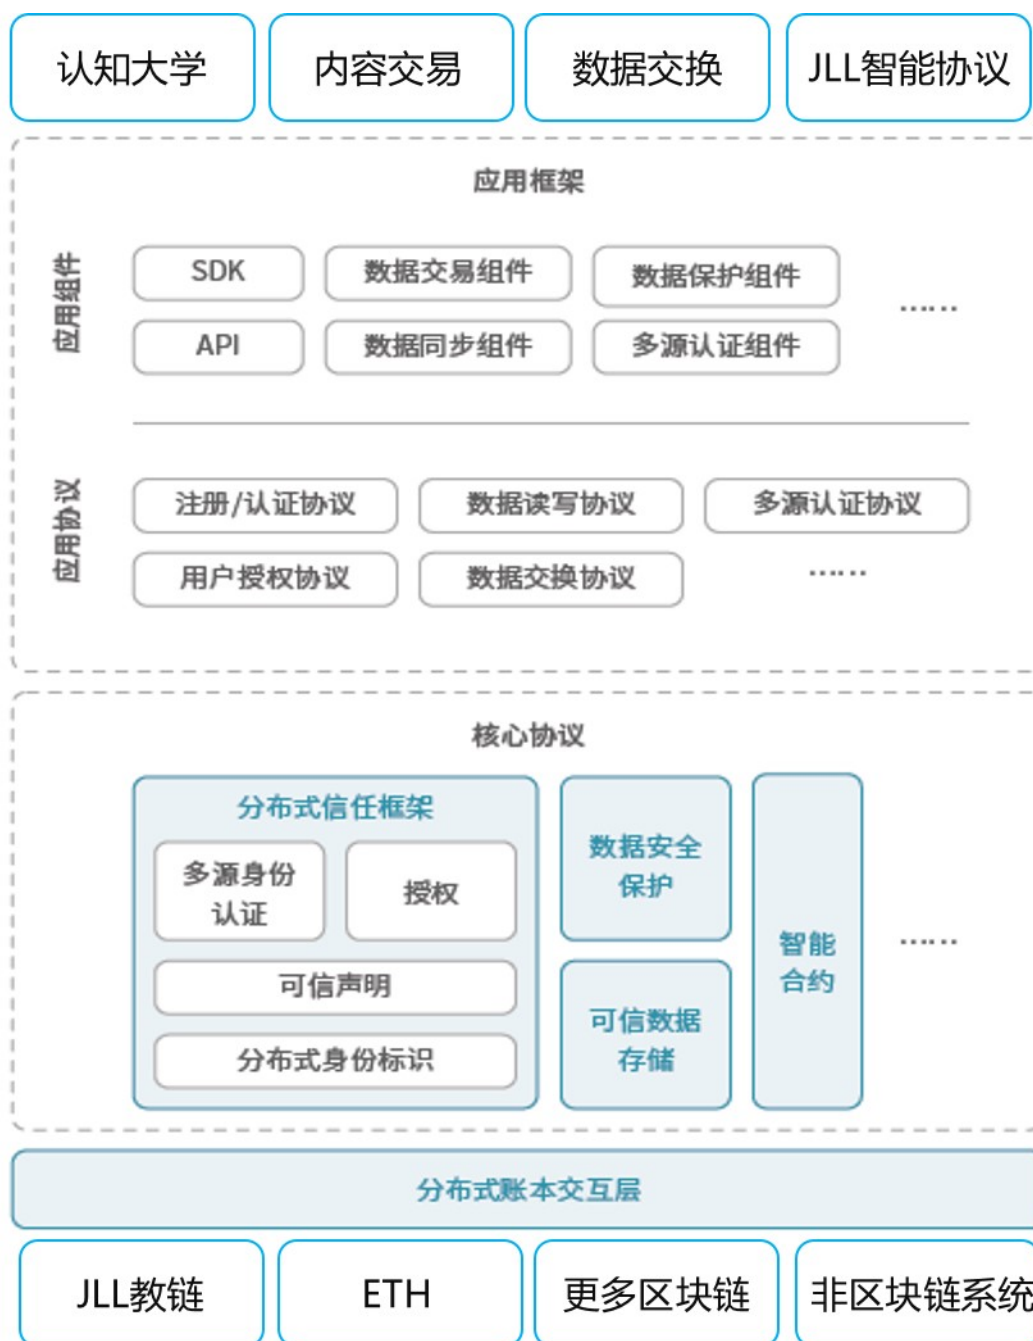 认知大学
内容交易
数据交换
JLL智能协议
应用框架
应用组件
SDK
数据交易组件
数据保护组件
API
数据同步组件
多源认证组件
……
应用协议
注册/认证协议
数据读写协议
多源认证协议
用户授权协议
数据交换协议
……
核心协议
分布式信任框架
多源身份
认证
授权
可信声明
分布式身份标识
数据安全
保护
可信数据
存储
智能
合约
……
分布式账本交互层
JLL教链
ETH
更多区块链
非区块链系统